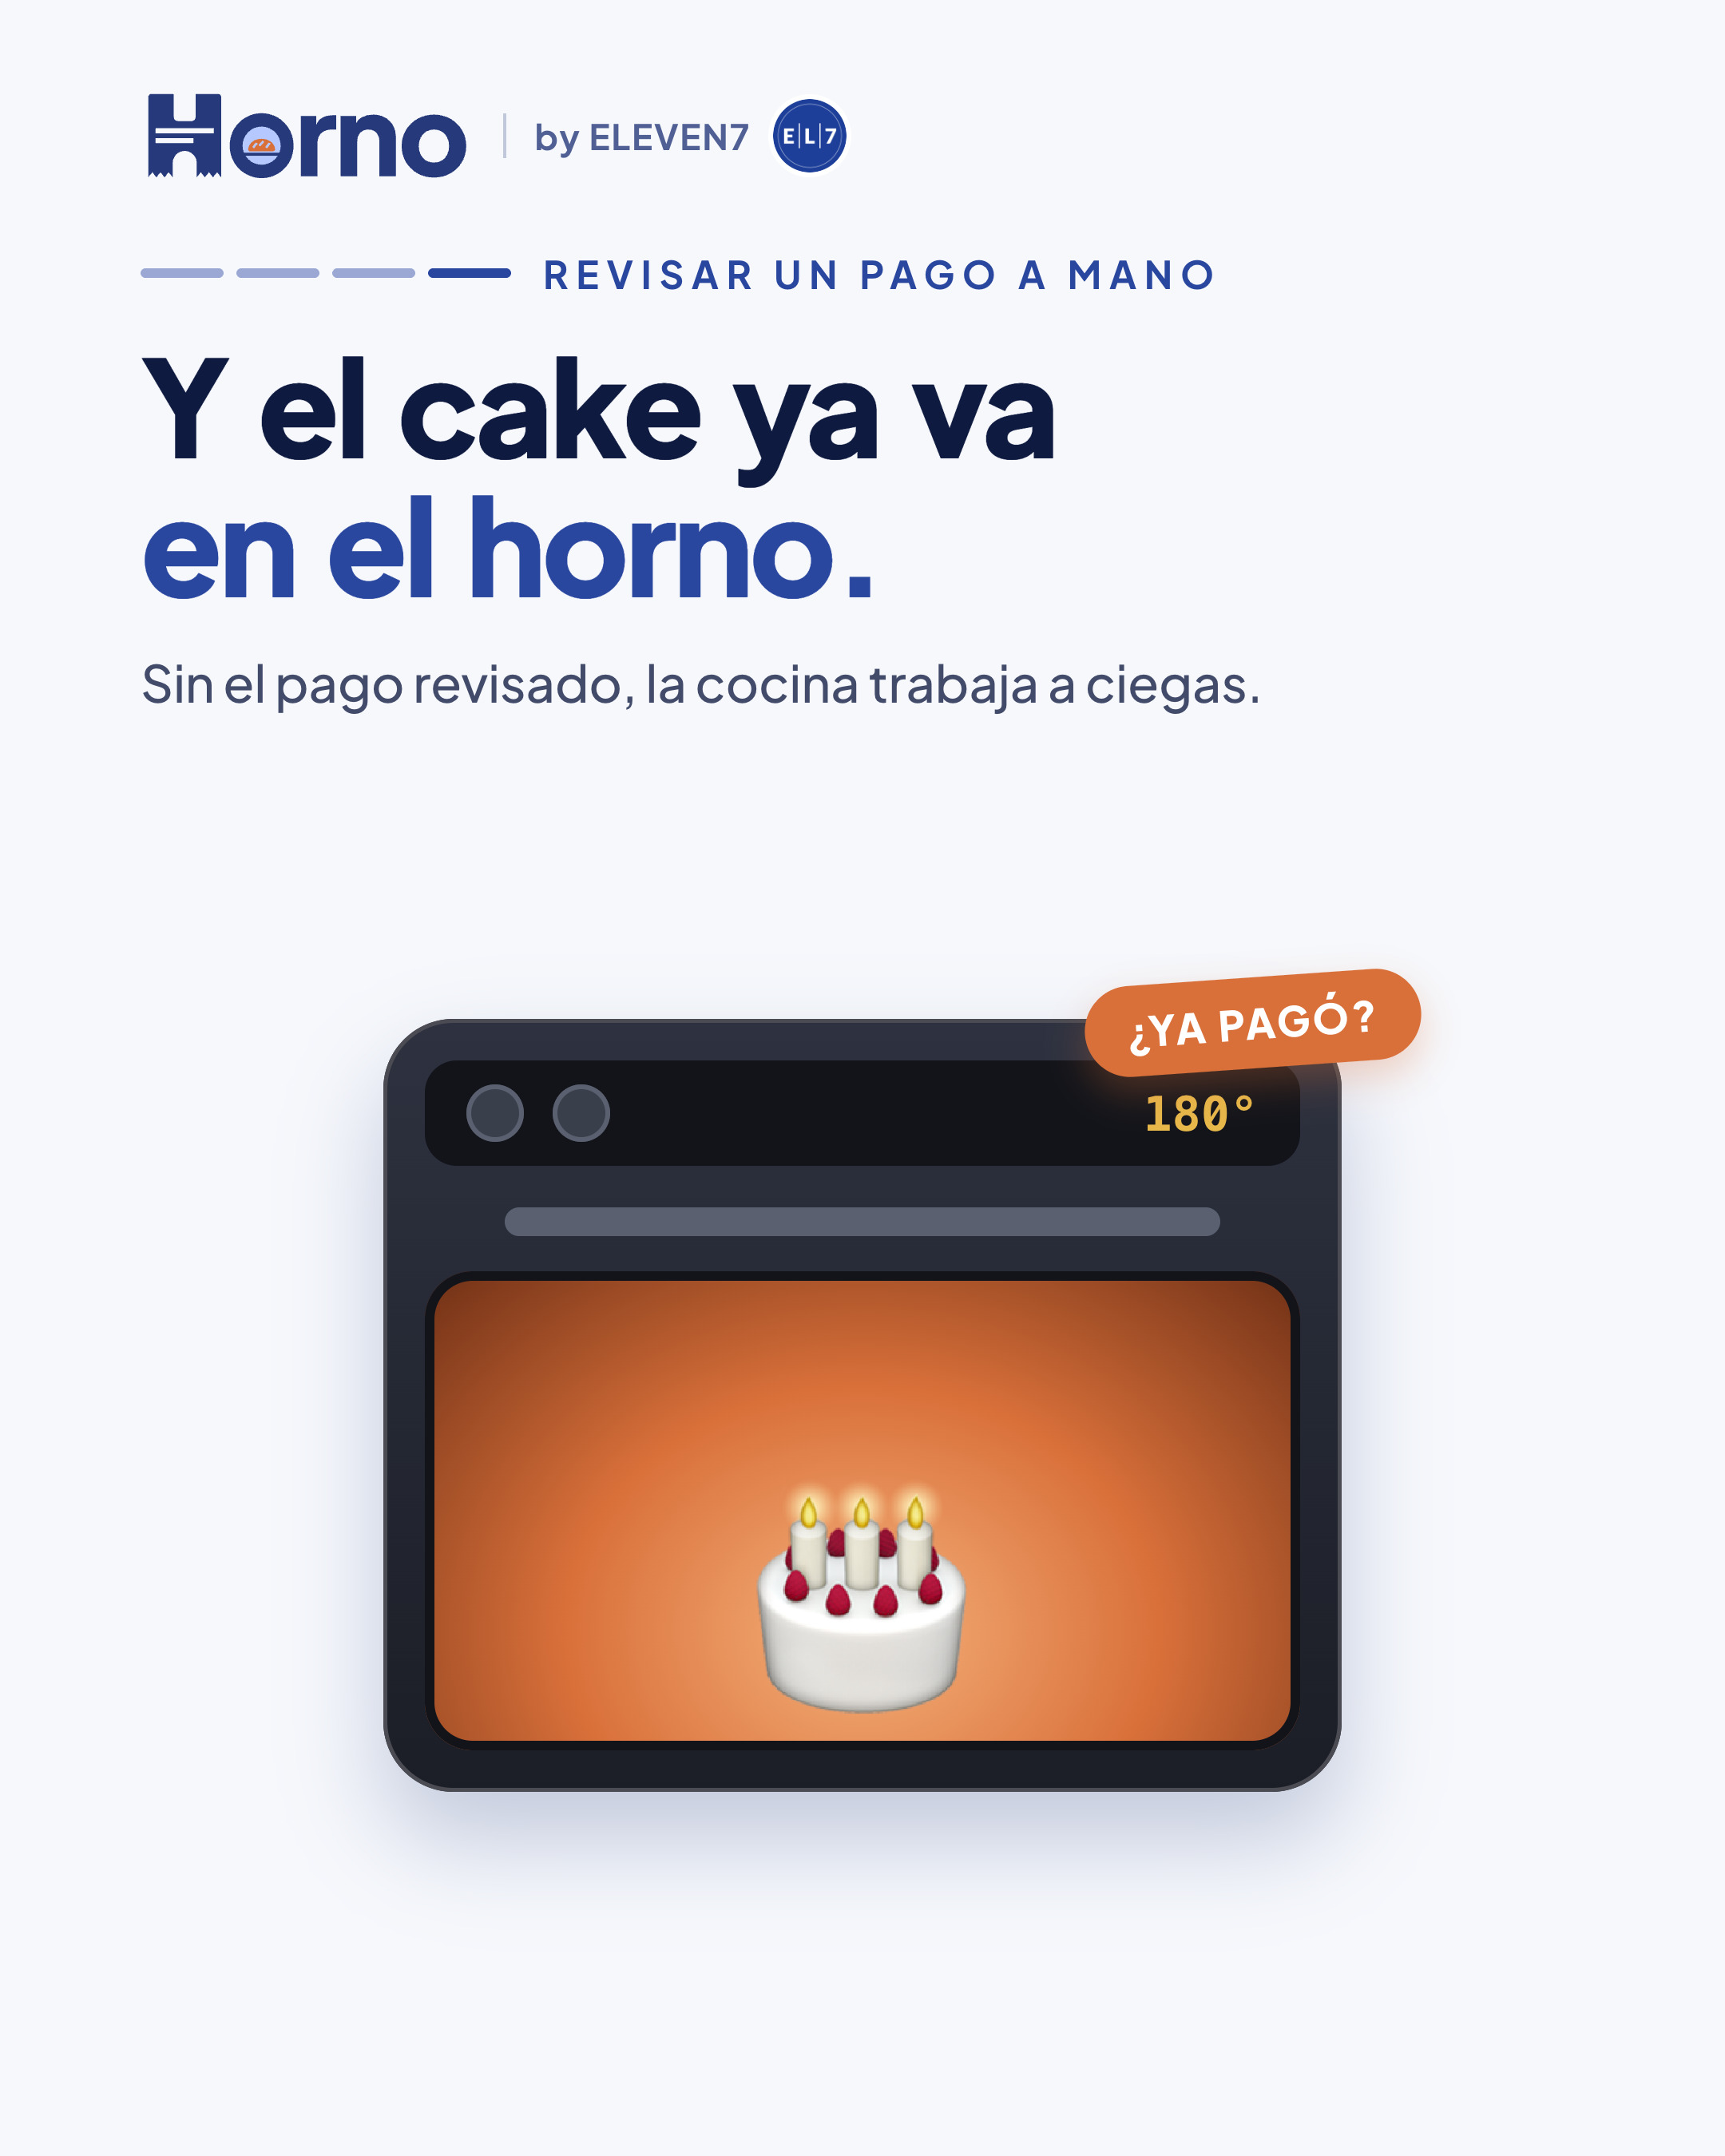 Horno
by ELEVEN7
E|L|7
REVISAR UN PAGO A MANO
Y el cake ya va
en el horno.
Sin el pago revisado, la cocina trabaja a ciegas.
¿YA PAGÓ?
180°